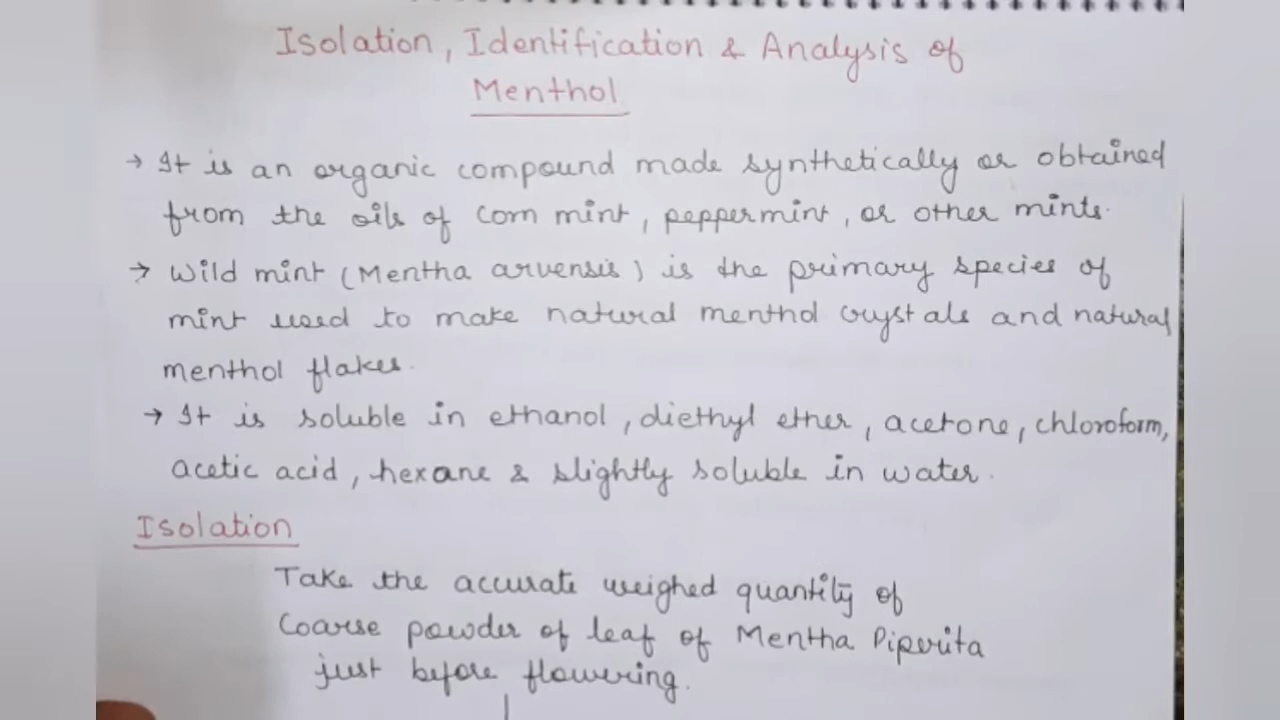 Isolation, Identification & Analysis of
Menthol
→ It is an organic compound made synthetically or obtained
from the oils of corn mint, peppermint, or other mints.
→ Wild mint (Mentha arvensis) is the primary species of
mint used to make natural menthol crystals and natural
menthol flakes.
→ It is soluble in ethanol, diethyl ether, acetone, chloroform,
acetic acid, hexane & slightly soluble in water.
Isolation
Take the accurate weighed quantity of
Coarse powder of leaf of Mentha Piperita
just before flowering.